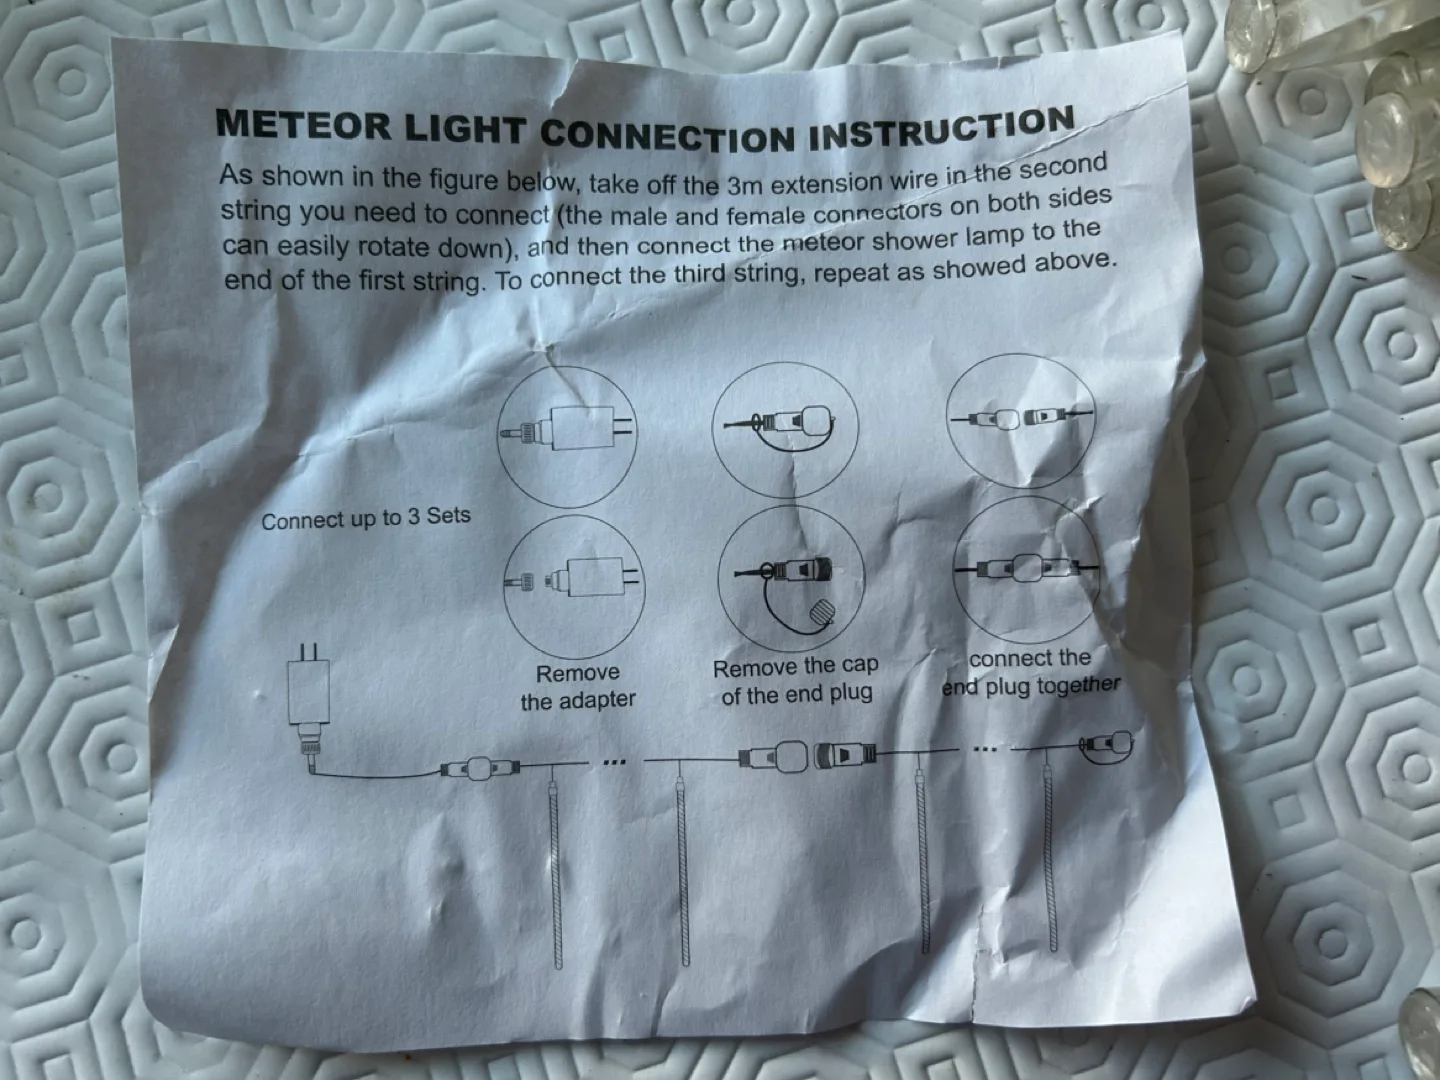 METEOR LIGHT CONNECTION INSTRUCTION
As shown in the figure below, take off the 3m extension wire in the second
string you need to connect (the male and female connectors on both sides
can easily rotate down), and then connect the meteor shower lamp to the
end of the first string. To connect the third string, repeat as showed above.
Connect up to 3 Sets
Remove
the adapter
Remove the cap
of the end plug
connect the
end plug together